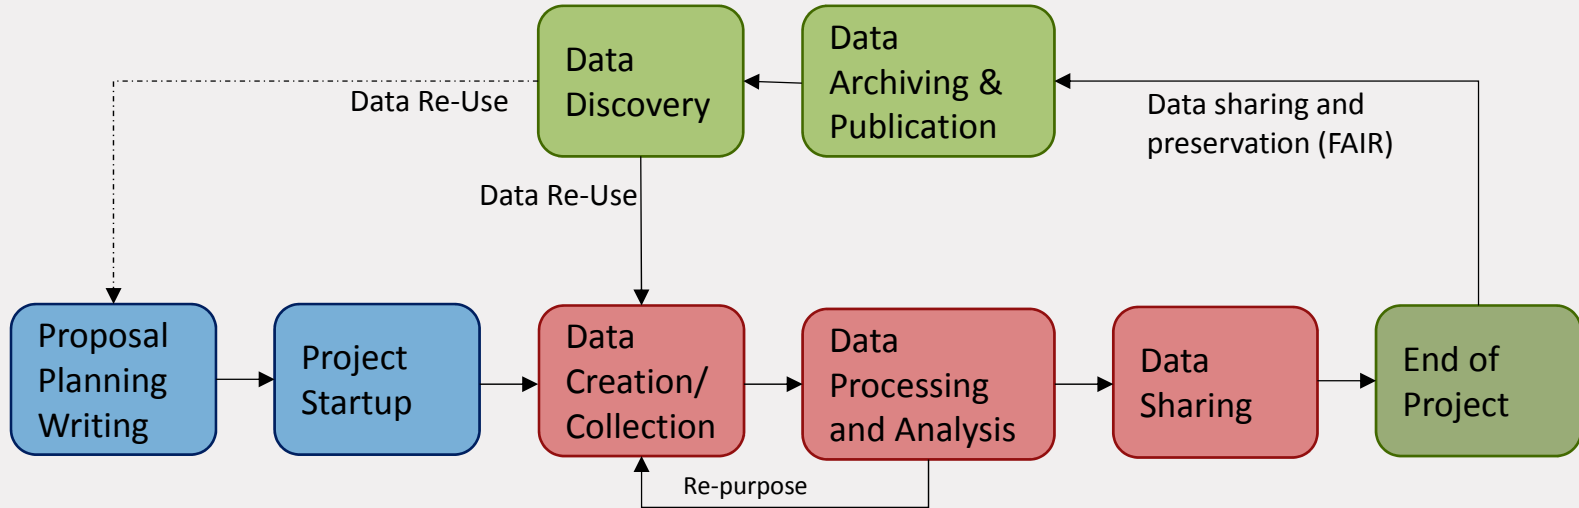 Data
Discovery
Data
Archiving &
Publication
Data Re-Use
Data sharing and
preservation (FAIR)
Data Re-Use
Proposal
Planning
Writing
Project
Startup
Data
Creation/
Collection
Data
Processing
and Analysis
Data
Sharing
End of
Project
Re-purpose